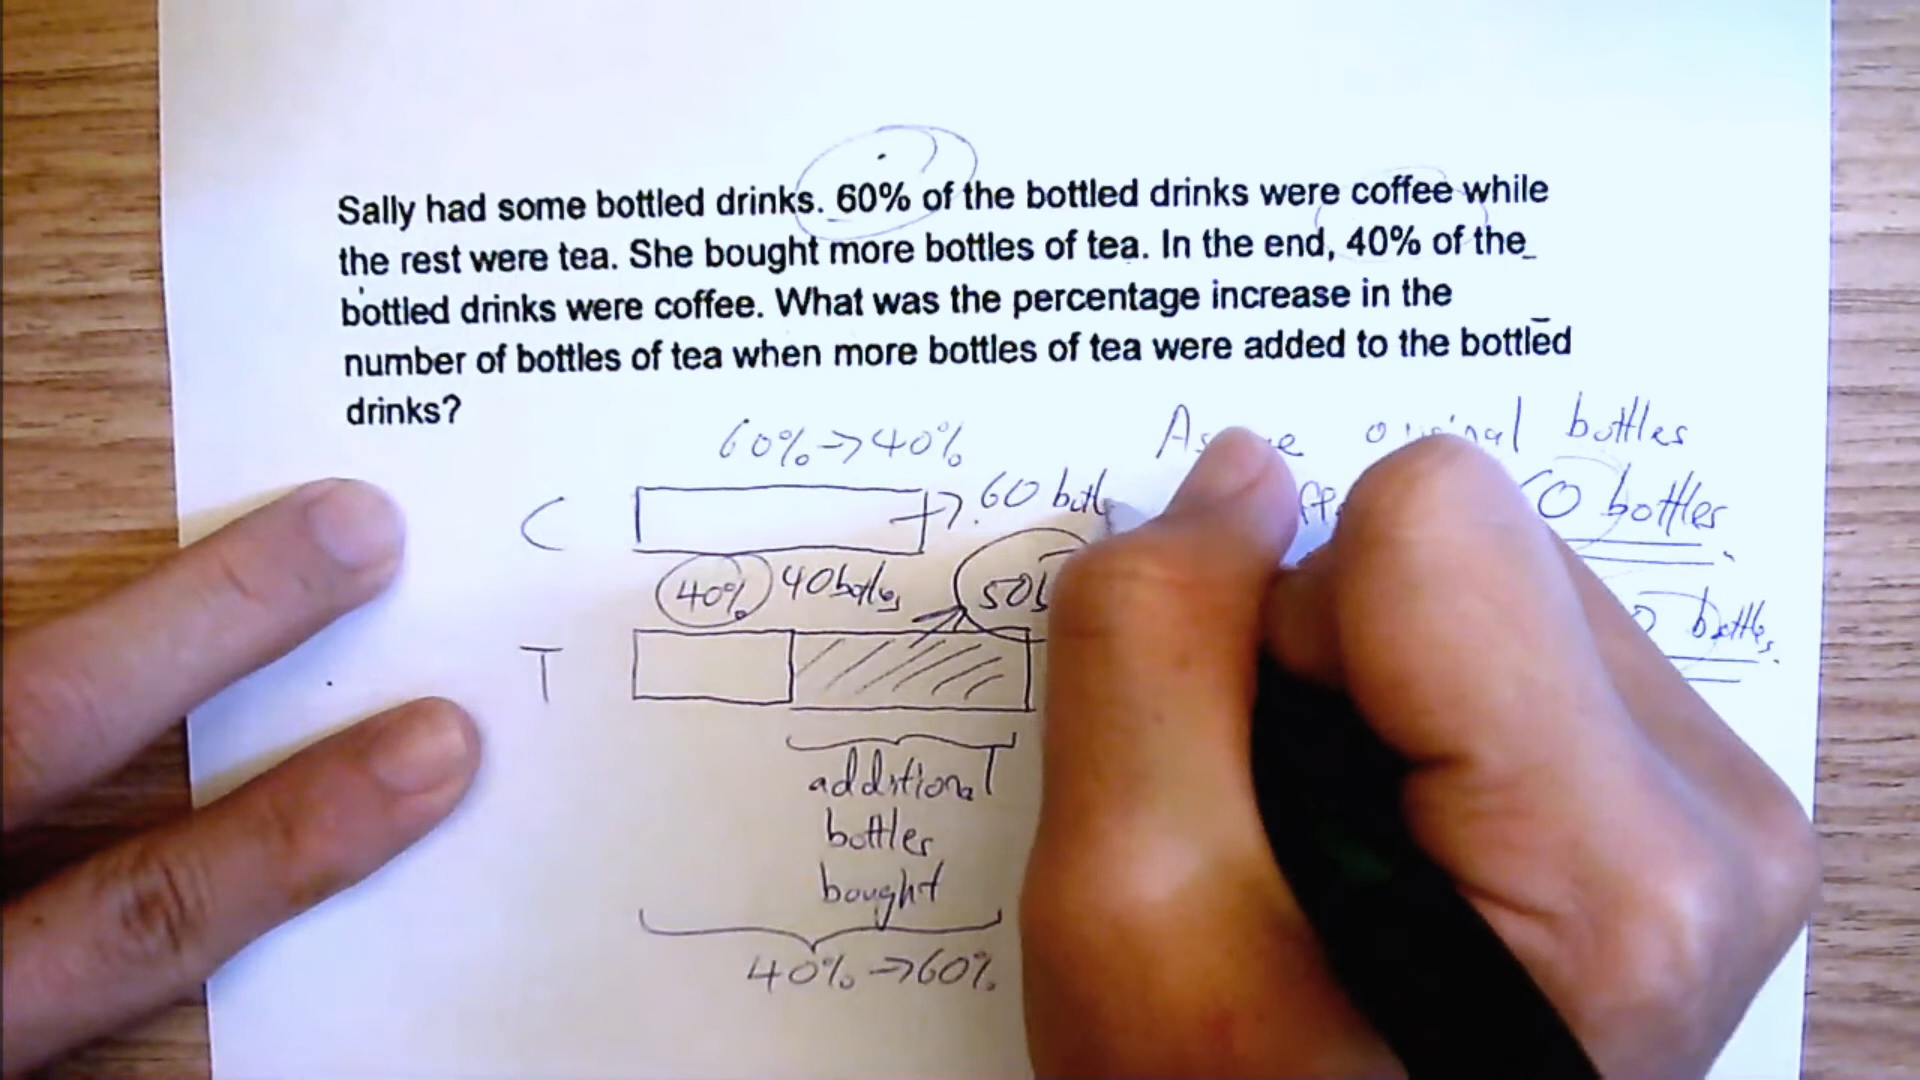 Sally had some bottled drinks. 60% of the bottled drinks were coffee while
the rest were tea. She bought more bottles of tea. In the end, 40% of the
bottled drinks were coffee. What was the percentage increase in the
number of bottles of tea when more bottles of tea were added to the bottled
drinks?
60% → 40%
bottles
C
60
bottles
40% 40 bottles
T
bottles
additional
bottles
bought
40% → 60%